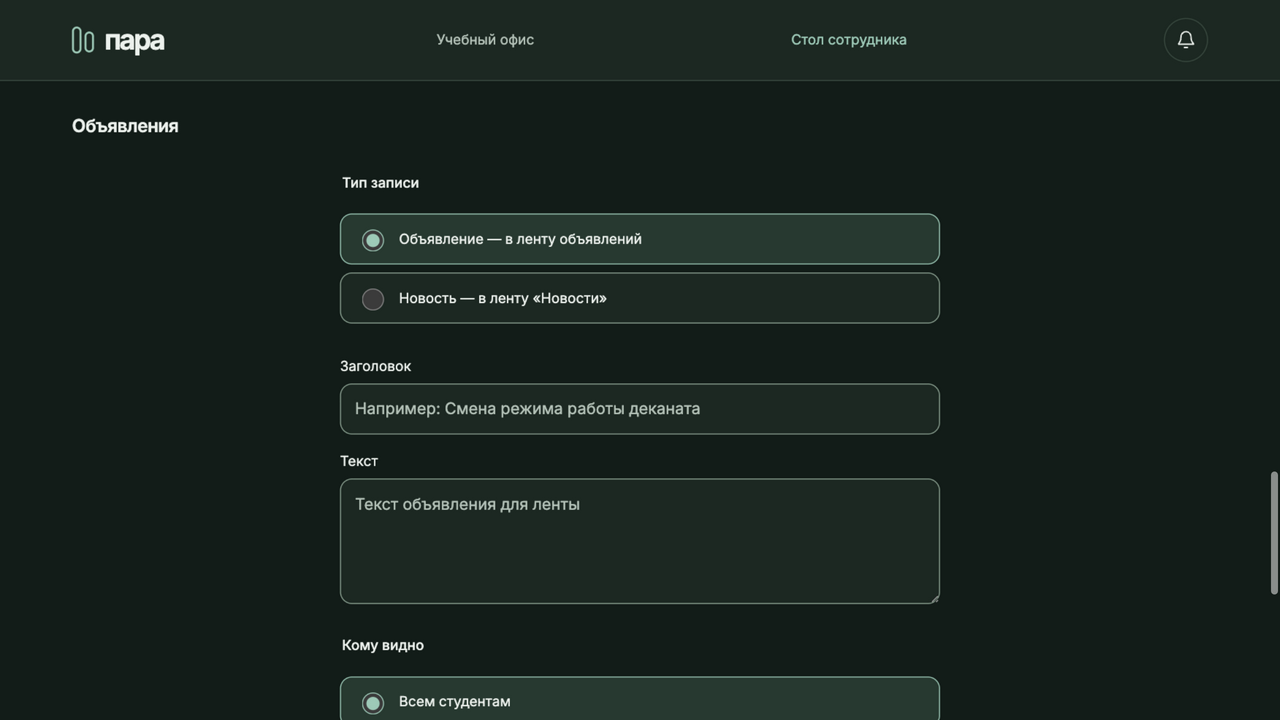 пара
Учебный офис
Стол сотрудника
Объявления
Тип записи
Объявление — в ленту объявлений
Новость — в ленту «Новости»
Заголовок
Например: Смена режима работы деканата
Текст
Текст объявления для ленты
Кому видно
Всем студентам